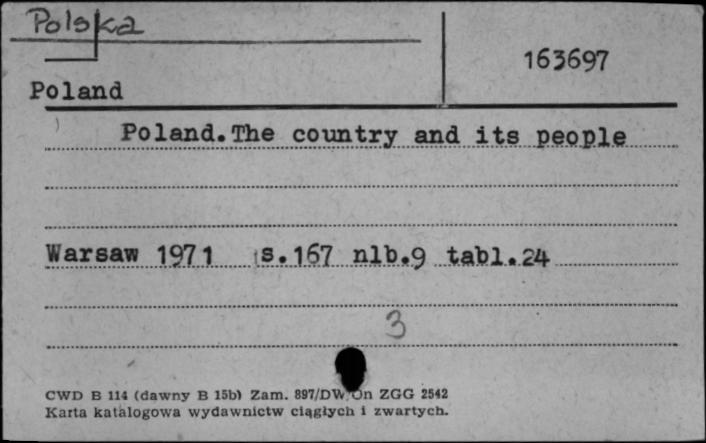 Polska
163697
Poland
Poland.The country and its people
Warsaw 1971 s.167 nlb.9 tabl.24
3
CWD B 114 (dawny B 15b) Zam. 897/DW/On ZGG 2542
Karta katalogowa wydawnictw ciągłych i zwartych.